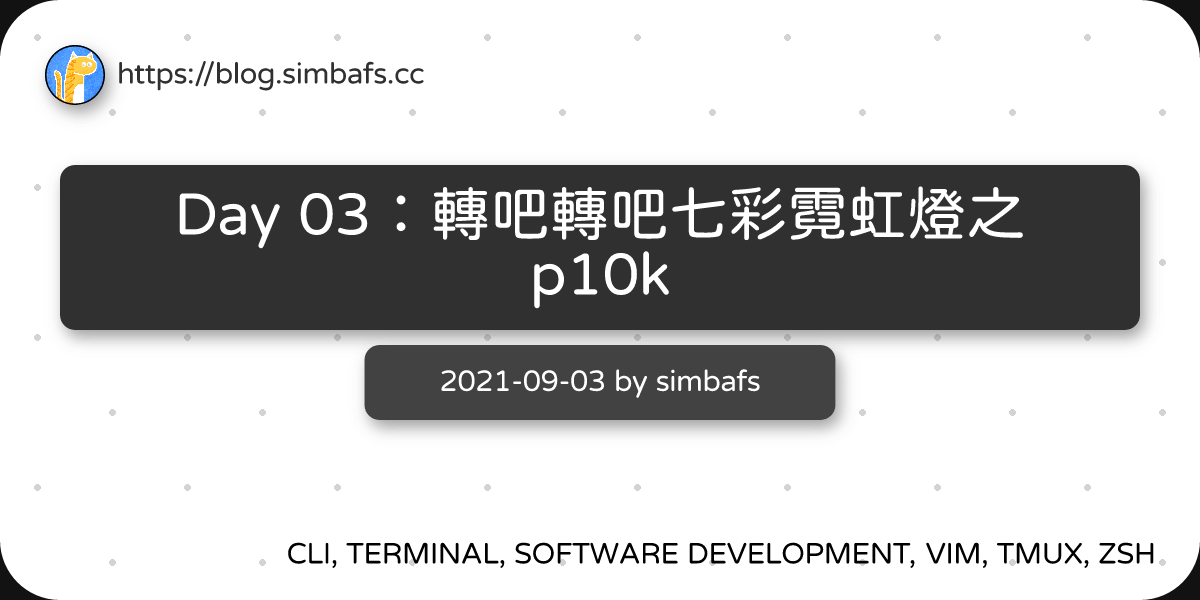 https://blog.simbafs.cc
Day 03：轉吧轉吧七彩霓虹燈之
p10k
2021-09-03 by simbafs
CLI, TERMINAL, SOFTWARE DEVELOPMENT, VIM, TMUX, ZSH